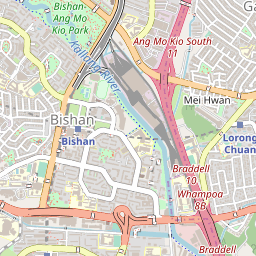 Bishan
Ang Mo
Kio Park
Ga
Kallang River
Ang Mo Kio South
11
Mei Hwan
Bishan
Bishan
Lorong
Chuan
Braddell
10
Whampoa
8B
Braddell